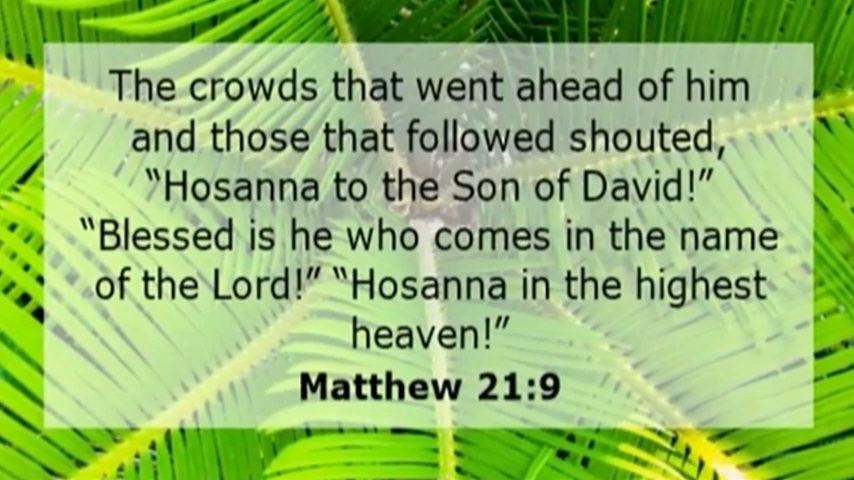 The crowds that went ahead of him
and those that followed shouted,
“Hosanna to the Son of David!”
“Blessed is he who comes in the name
of the Lord!” “Hosanna in the highest
heaven!”
Matthew 21:9